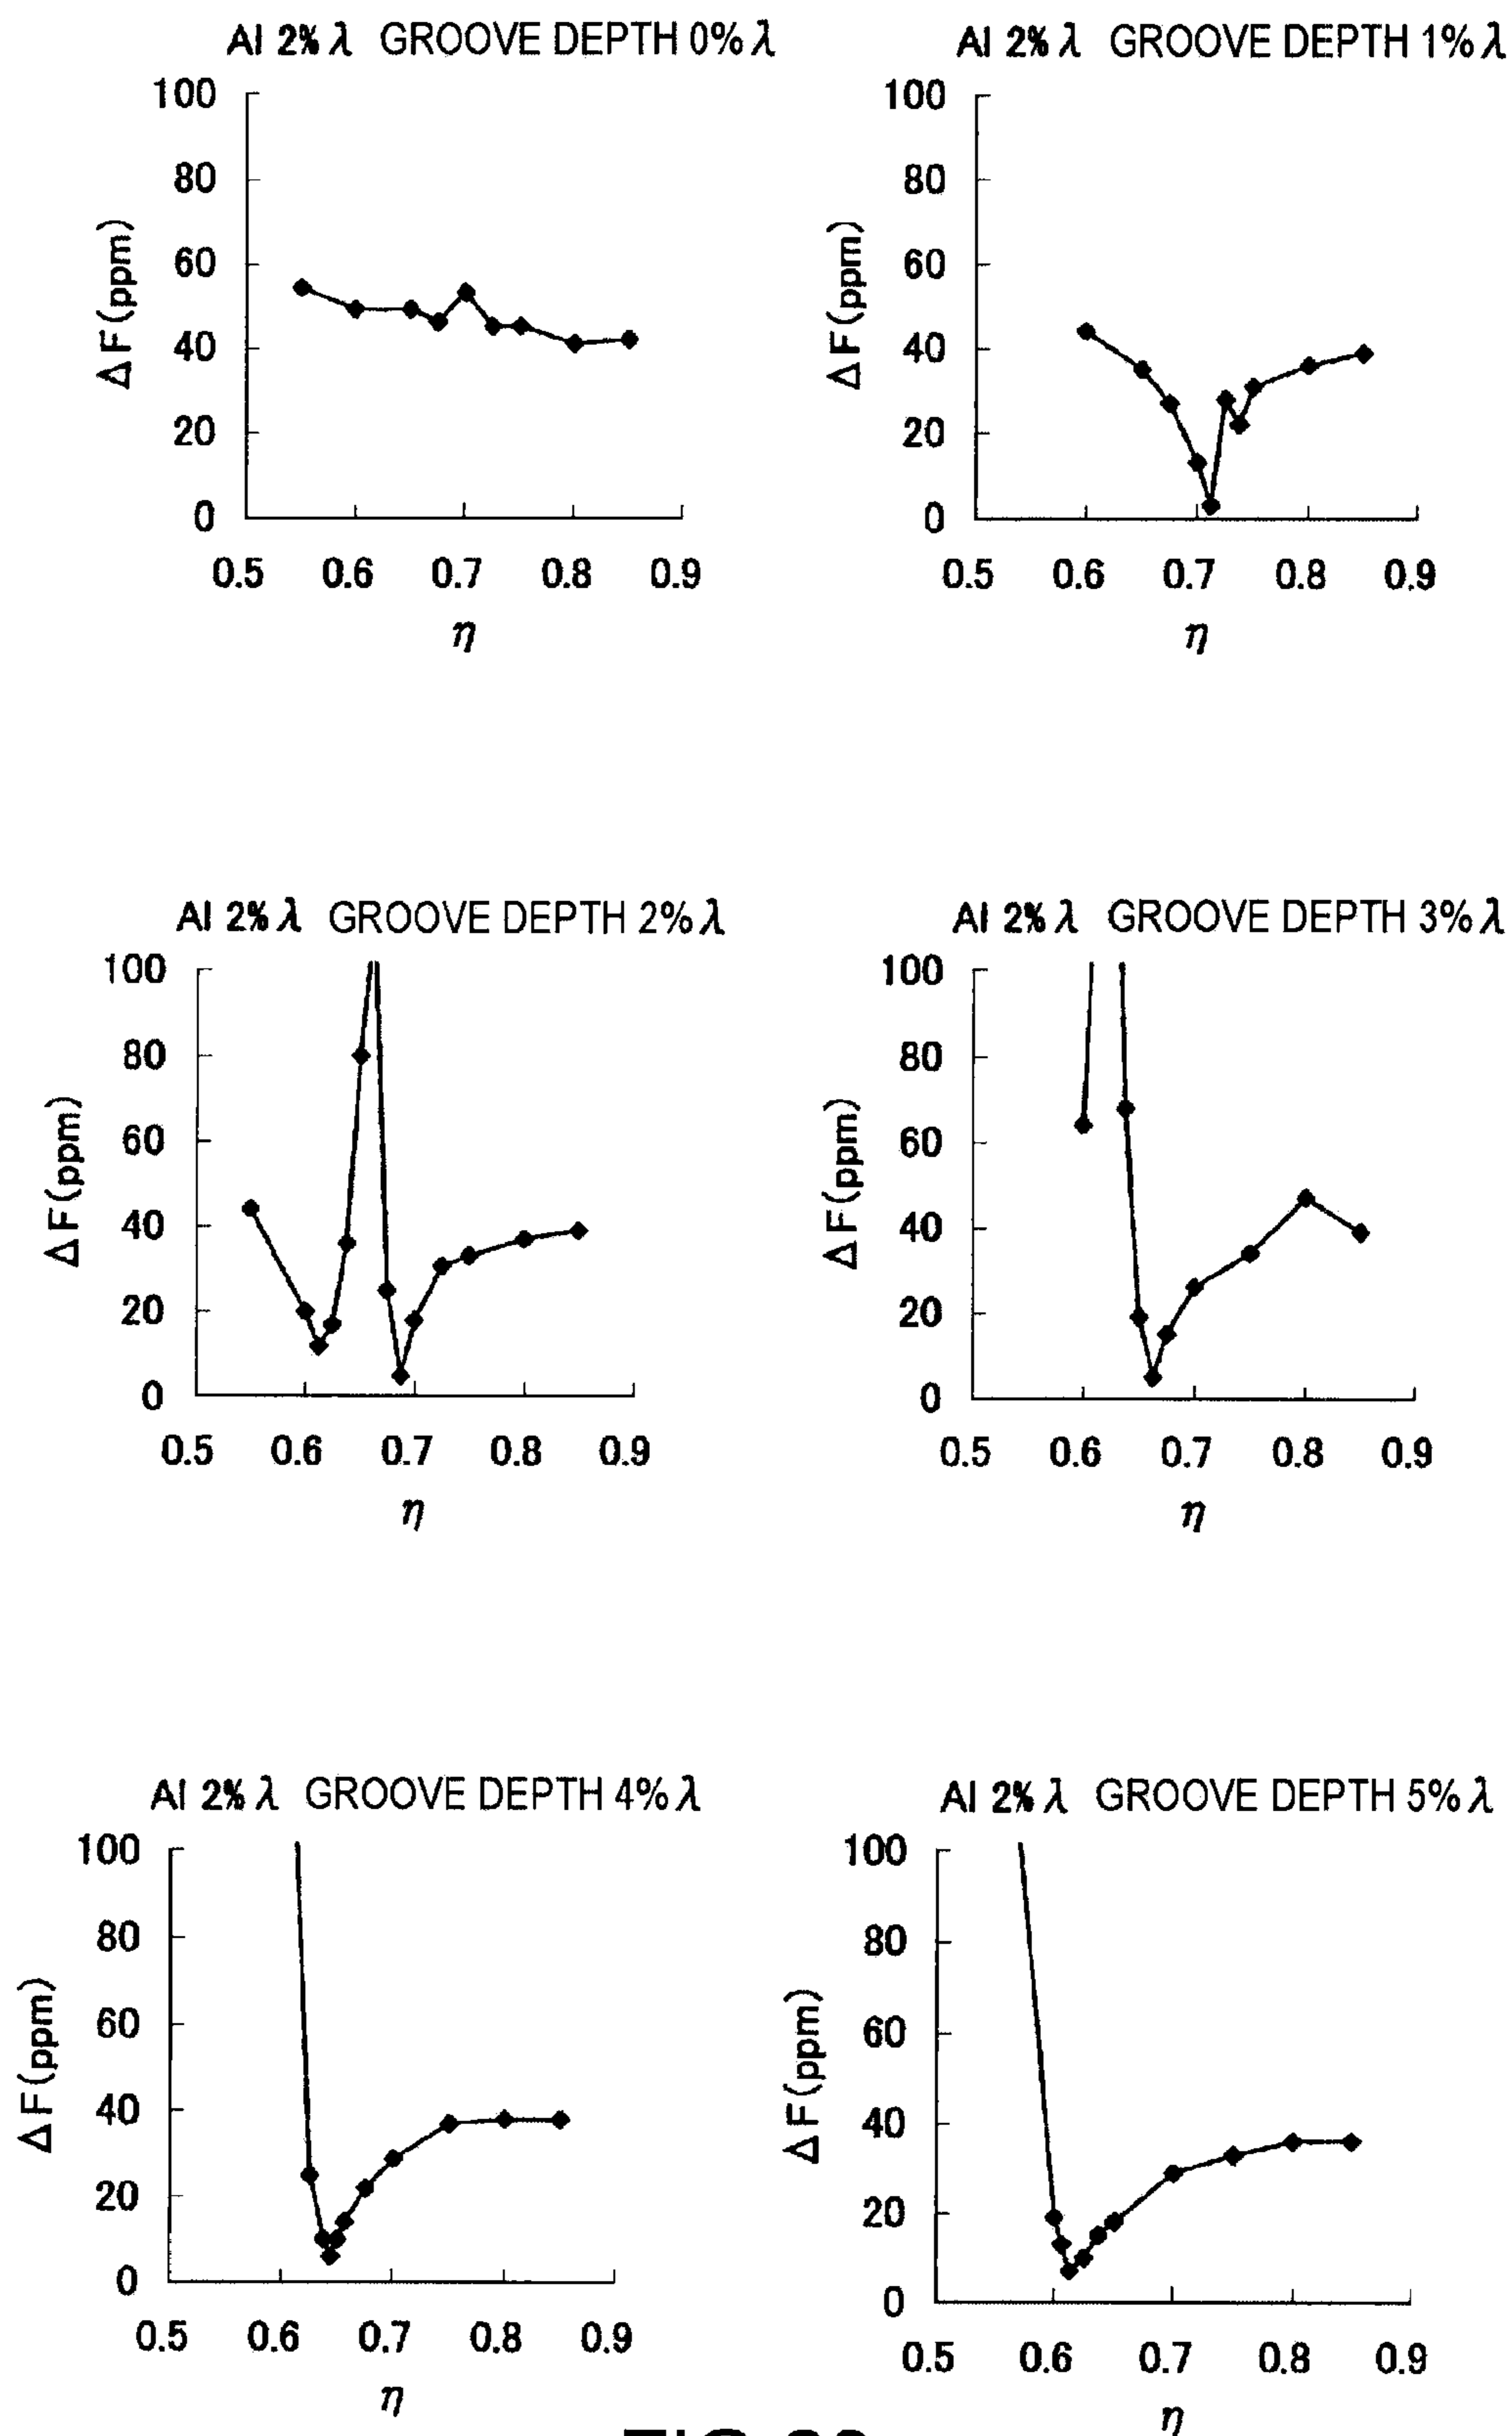 Al 2% λ GROOVE DEPTH 0% λ
100
80
60
40
20
0
ΔF(ppm)
0.5 0.6 0.7 0.8 0.9
η
Al 2% λ GROOVE DEPTH 1% λ
100
80
60
40
20
0
ΔF(ppm)
0.5 0.6 0.7 0.8 0.9
η
Al 2% λ GROOVE DEPTH 2% λ
100
80
60
40
20
0
ΔF(ppm)
0.5 0.6 0.7 0.8 0.9
η
Al 2% λ GROOVE DEPTH 3% λ
100
80
60
40
20
0
ΔF(ppm)
0.5 0.6 0.7 0.8 0.9
η
Al 2% λ GROOVE DEPTH 4% λ
100
80
60
40
20
0
ΔF(ppm)
0.5 0.6 0.7 0.8 0.9
η
Al 2% λ GROOVE DEPTH 5% λ
100
80
60
40
20
0
ΔF(ppm)
0.5 0.6 0.7 0.8 0.9
η